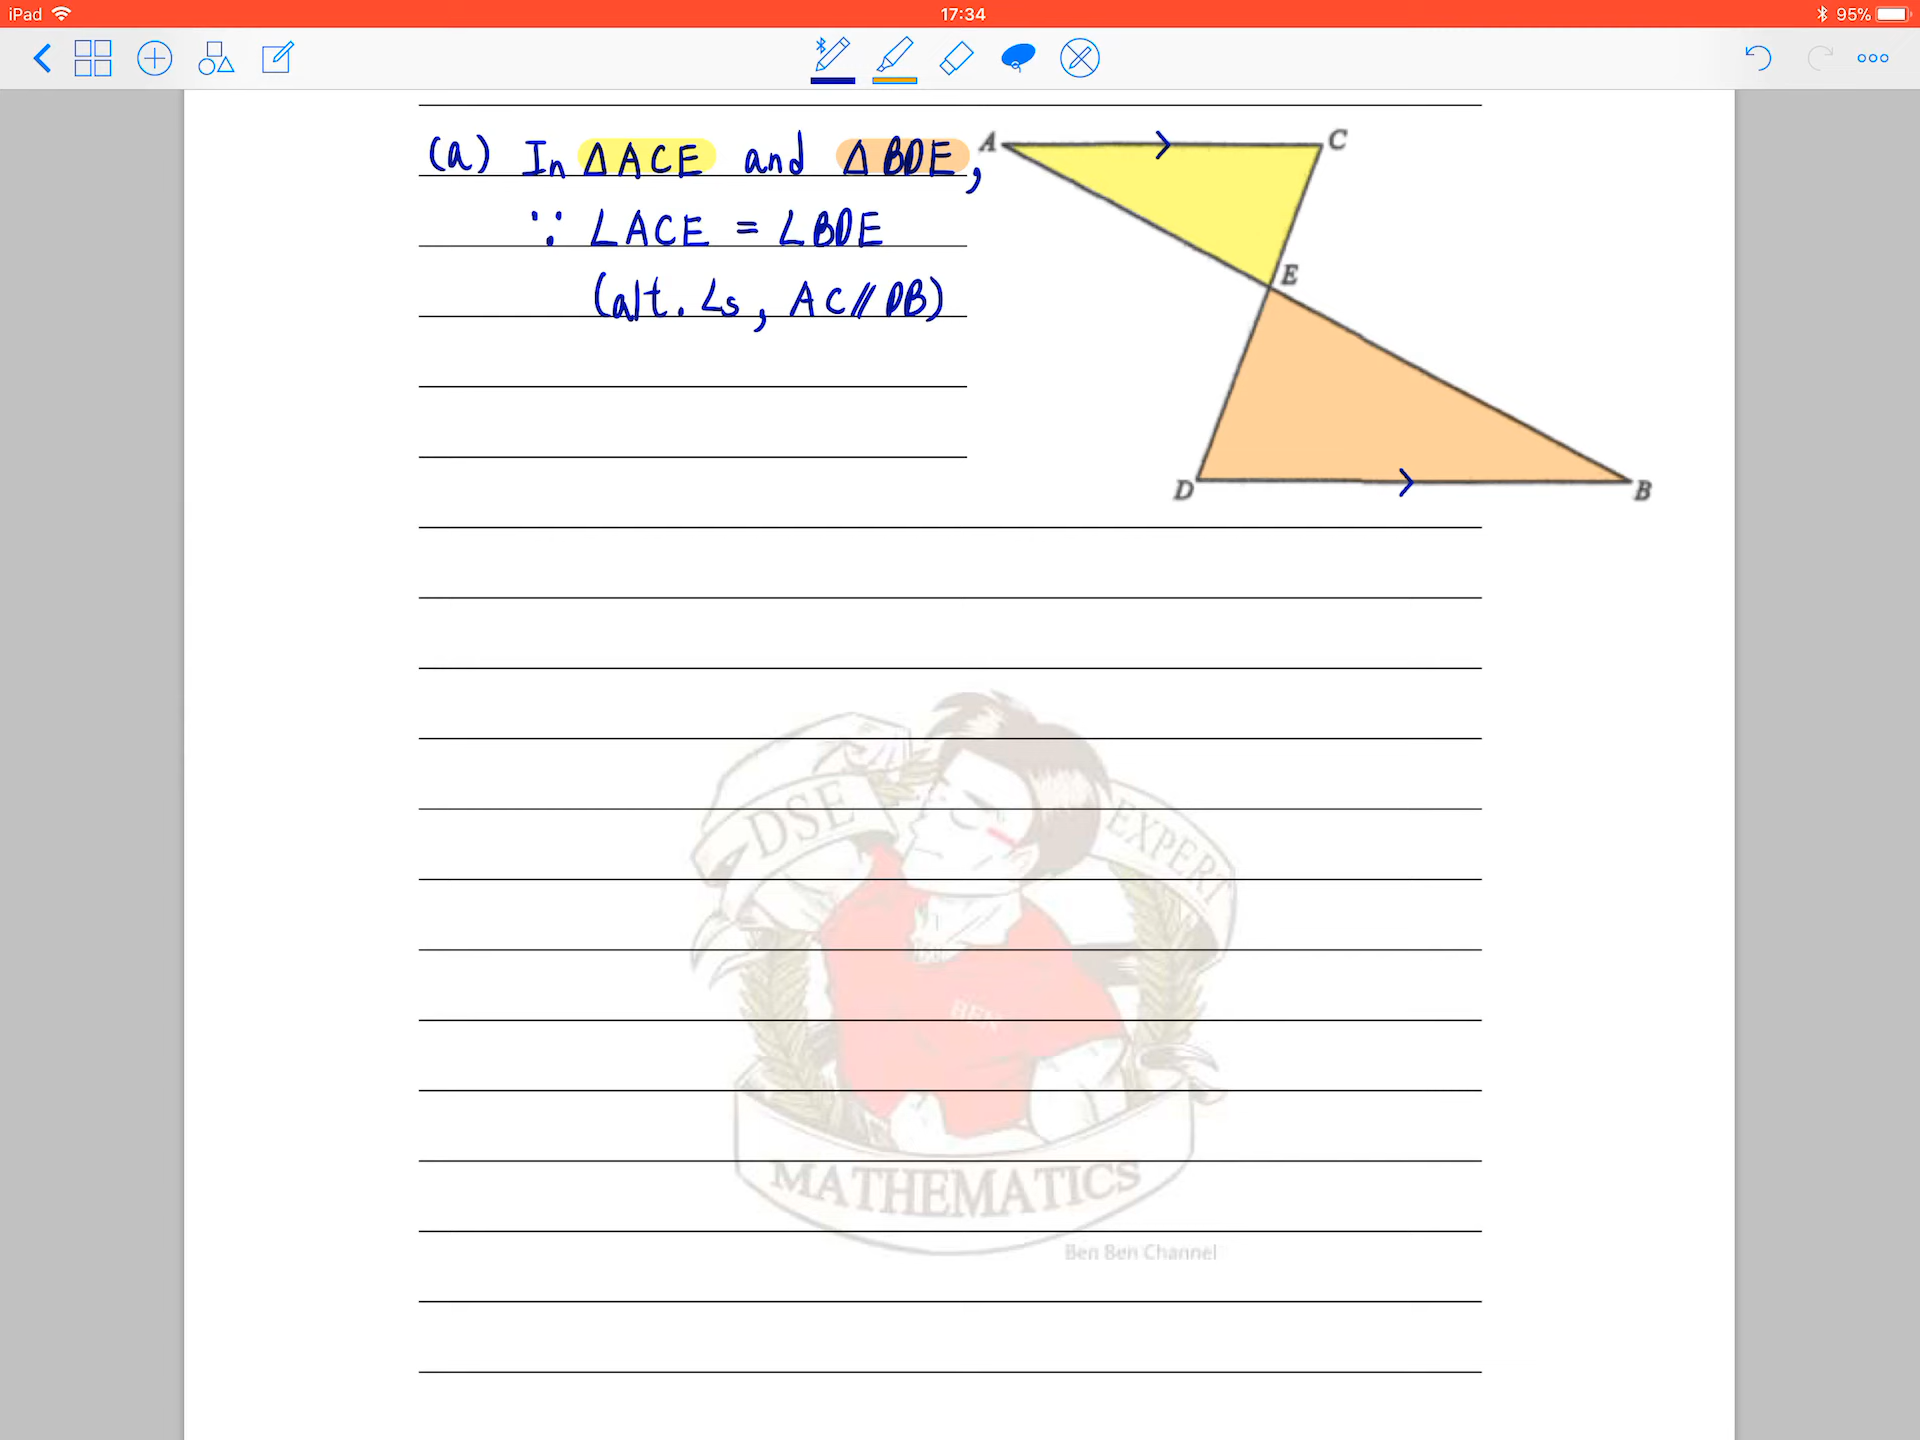 iPad 17:34 95%
(a) In ΔACE and ΔBDE,
∵ ∠ACE = ∠BDE
(alt. ∠s, AC//DB)
A
C
E
D
B
DSE EXPERT
BEN
MATHEMATICS
Ben Ben Channel